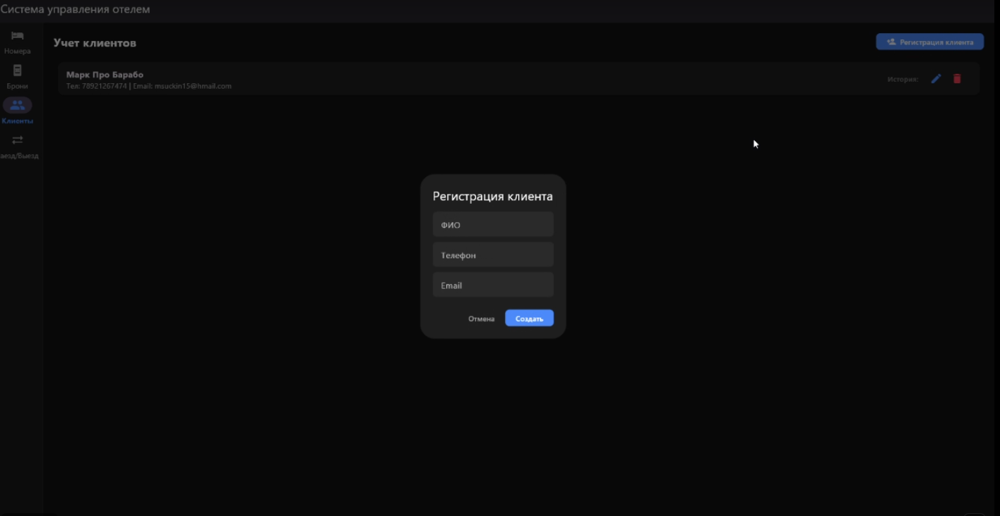 Система управления отелем
Номера
Брони
Клиенты
аезд/Выезд
Учет клиентов
Регистрация клиента
Марк Про Барабо
Тел: 78921267474 | Email: msuckin15@hmail.com
История:
Регистрация клиента
ФИО
Телефон
Email
Отмена
Создать